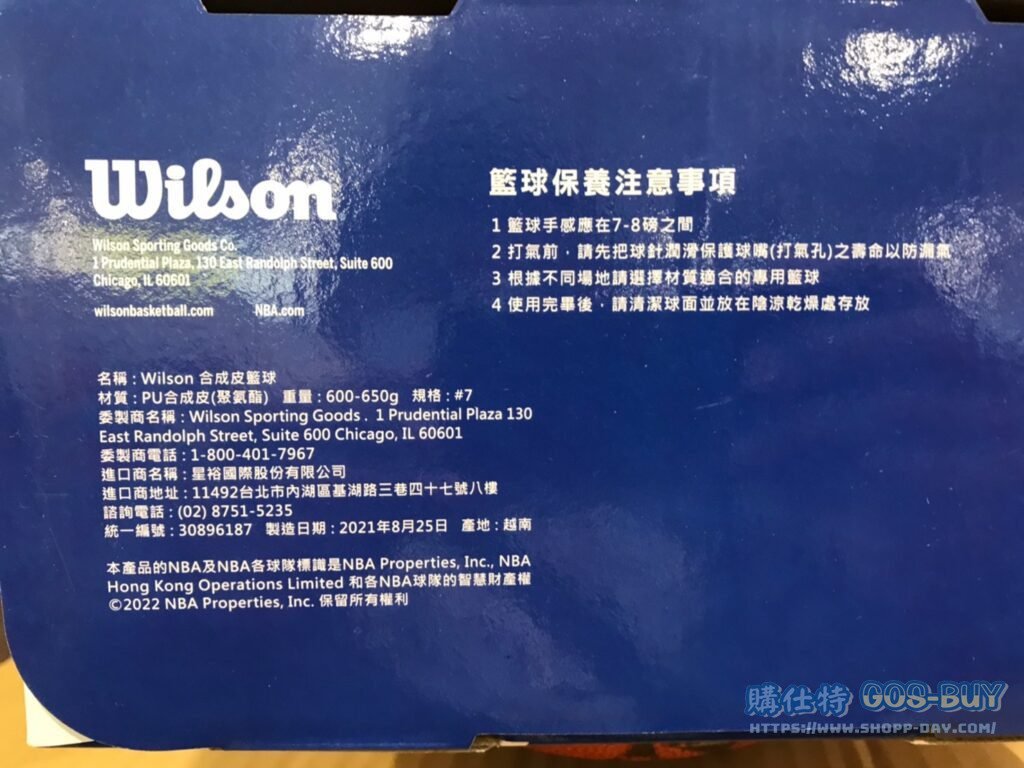 Wilson
Wilson Sporting Goods Co.
1 Prudential Plaza, 130 East Randolph Street, Suite 600
Chicago, IL 60601
wilsonbasketball.com NBA.com
籃球保養注意事項
1 籃球手感應在7-8磅之間
2 打氣前，請先把球針潤滑保護球嘴(打氣孔)之壽命以防漏氣
3 根據不同場地請選擇材質適合的專用籃球
4 使用完畢後，請清潔球面並放在陰涼乾燥處存放
名稱 : Wilson 合成皮籃球
材質 : PU合成皮(聚氨酯) 重量 : 600-650g 規格 : #7
委製商名稱 : Wilson Sporting Goods . 1 Prudential Plaza 130
East Randolph Street, Suite 600 Chicago, IL 60601
委製商電話 : 1-800-401-7967
進口商名稱 : 星裕國際股份有限公司
進口商地址 : 11492台北市內湖區基湖路三巷四十七號八樓
諮詢電話 : (02) 8751-5235
統一編號 : 30896187 製造日期 : 2021年8月25日 產地 : 越南
本產品的NBA及NBA各球隊標識是NBA Properties, Inc., NBA
Hong Kong Operations Limited 和各NBA球隊的智慧財產權
©2022 NBA Properties, Inc. 保留所有權利
購仕特 GOS-BUY
HTTPS://WWW.SHOPP-DAY.COM/